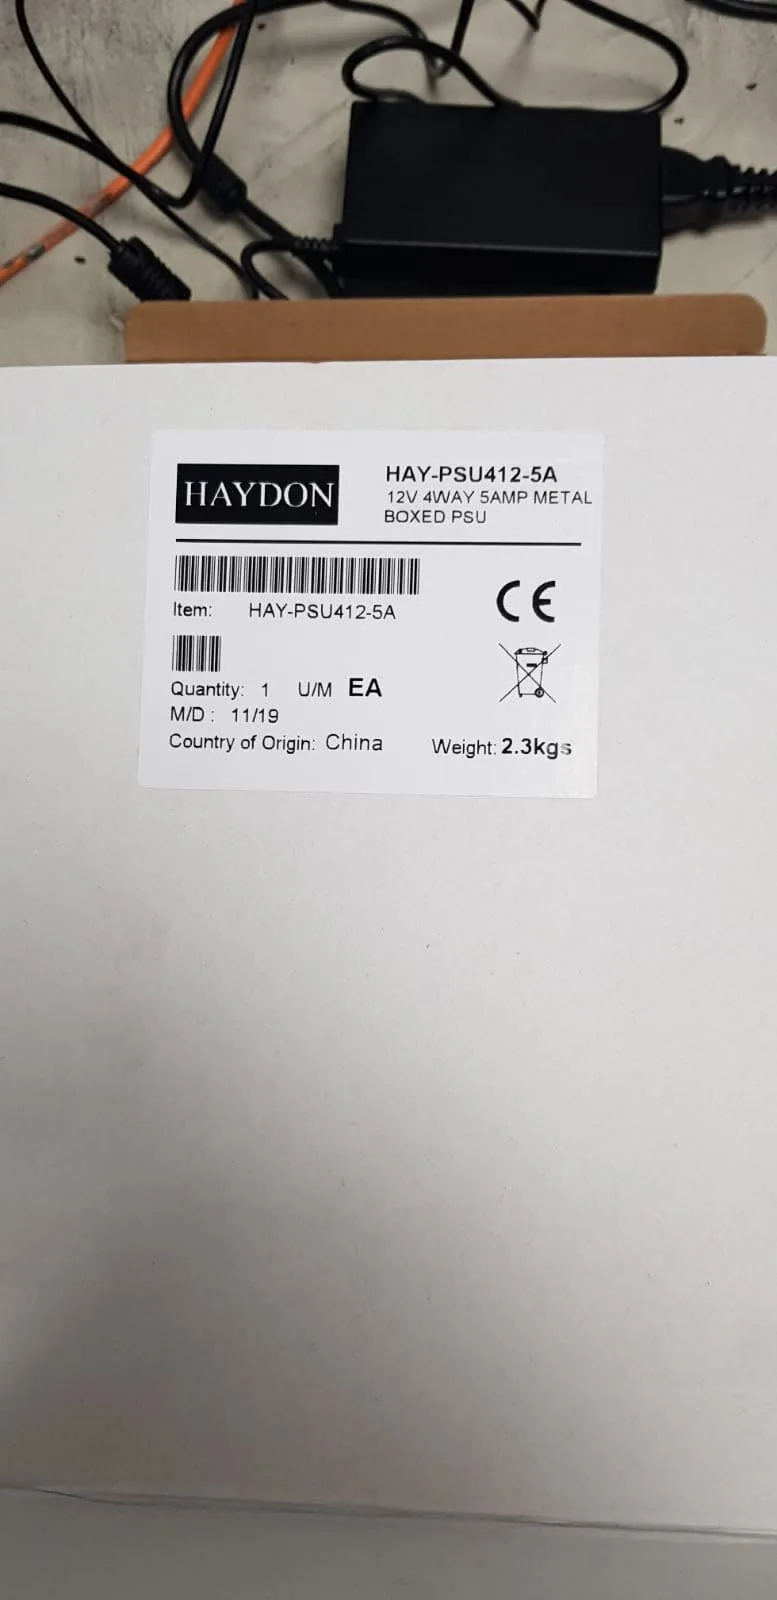 HAYDON
HAY-PSU412-5A
12V 4WAY 5AMP METAL
BOXED PSU
Item: HAY-PSU412-5A
CE
Quantity: 1 U/M EA
M/D : 11/19
Country of Origin: China
Weight: 2.3kgs